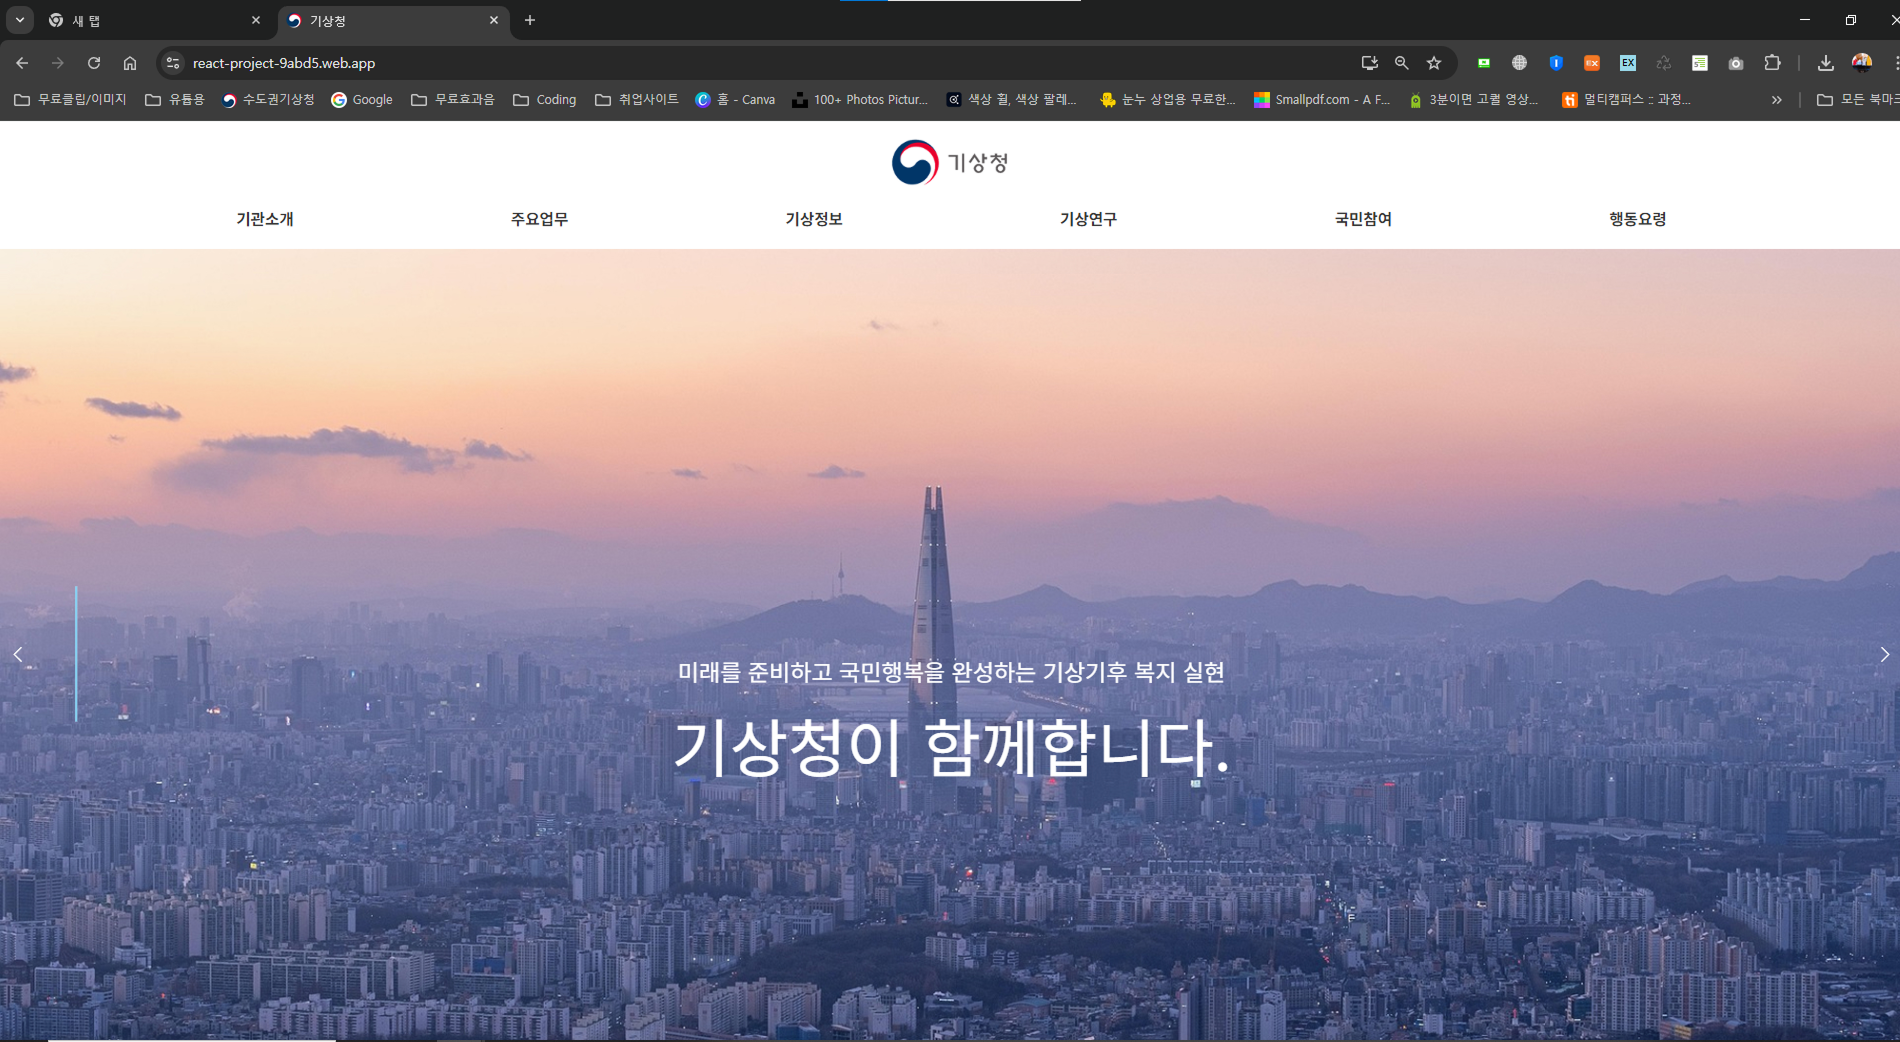 새 탭
기상청
react-project-9abd5.web.app
무료클립/이미지
유튭용
수도권기상청
Google
무료효과음
Coding
취업사이트
홈 - Canva
100+ Photos Pictur...
색상 휠, 색상 팔레...
눈누 상업용 무료한...
Smallpdf.com - A F...
3분이면 고퀄 영상...
멀티캠퍼스 :: 과정...
모든 북마크
기상청
기관소개
주요업무
기상정보
기상연구
국민참여
행동요령
미래를 준비하고 국민행복을 완성하는 기상기후 복지 실현
기상청이 함께합니다.